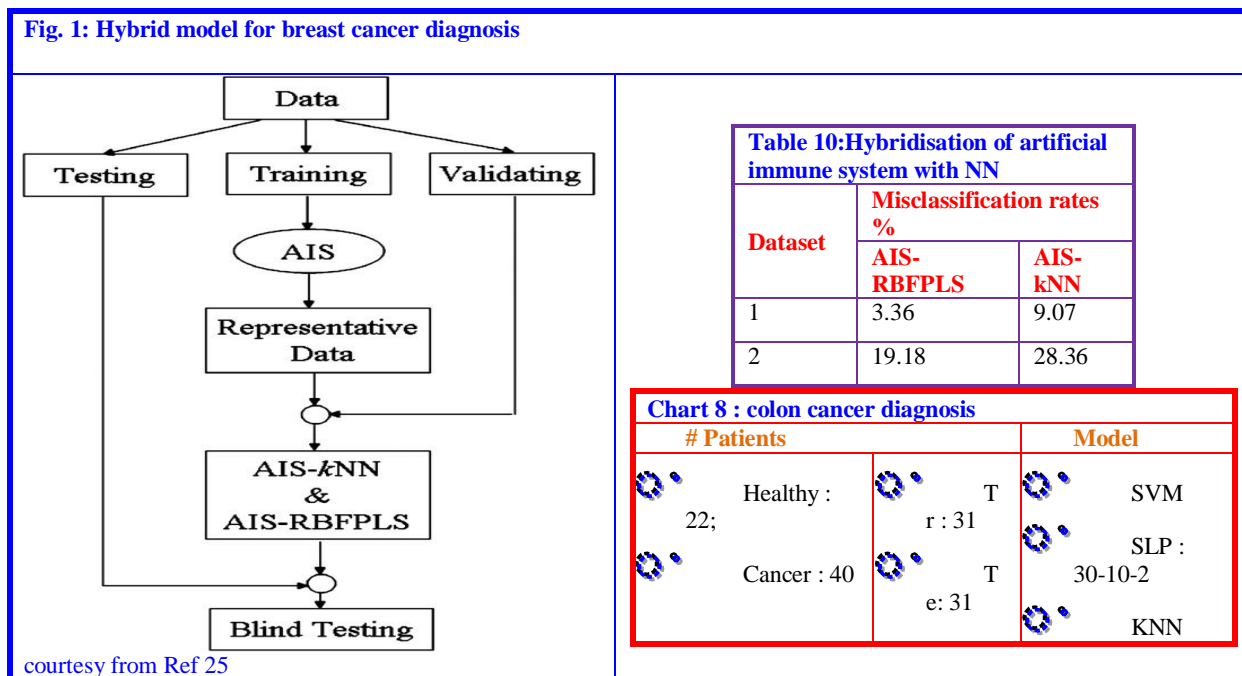 Fig. 1: Hybrid model for breast cancer diagnosis
Data
Testing
Training
Validating
AIS
Representative
Data
AIS-kNN
&
AIS-RBFPLS
Blind Testing
courtesy from Ref 25
Table 10:Hybridisation of artificial
immune system with NN
Dataset
Misclassification rates
%
AIS-
RBFPLS
AIS-
kNN
1 3.36 9.07
2 19.18 28.36
Chart 8 : colon cancer diagnosis
# Patients Model
Healthy :
22;
Cancer : 40
T
r : 31
T
e: 31
SVM
SLP :
30-10-2
KNN